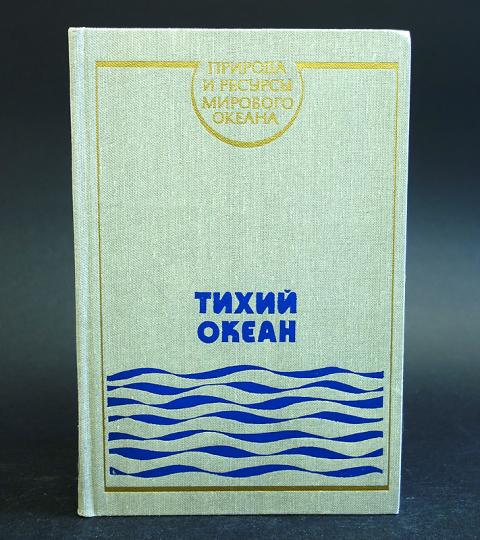 ПРИРОДА
И РЕСУРСЫ
МИРОВОГО
ОКЕАНА
ТИХИЙ
ОКЕАН